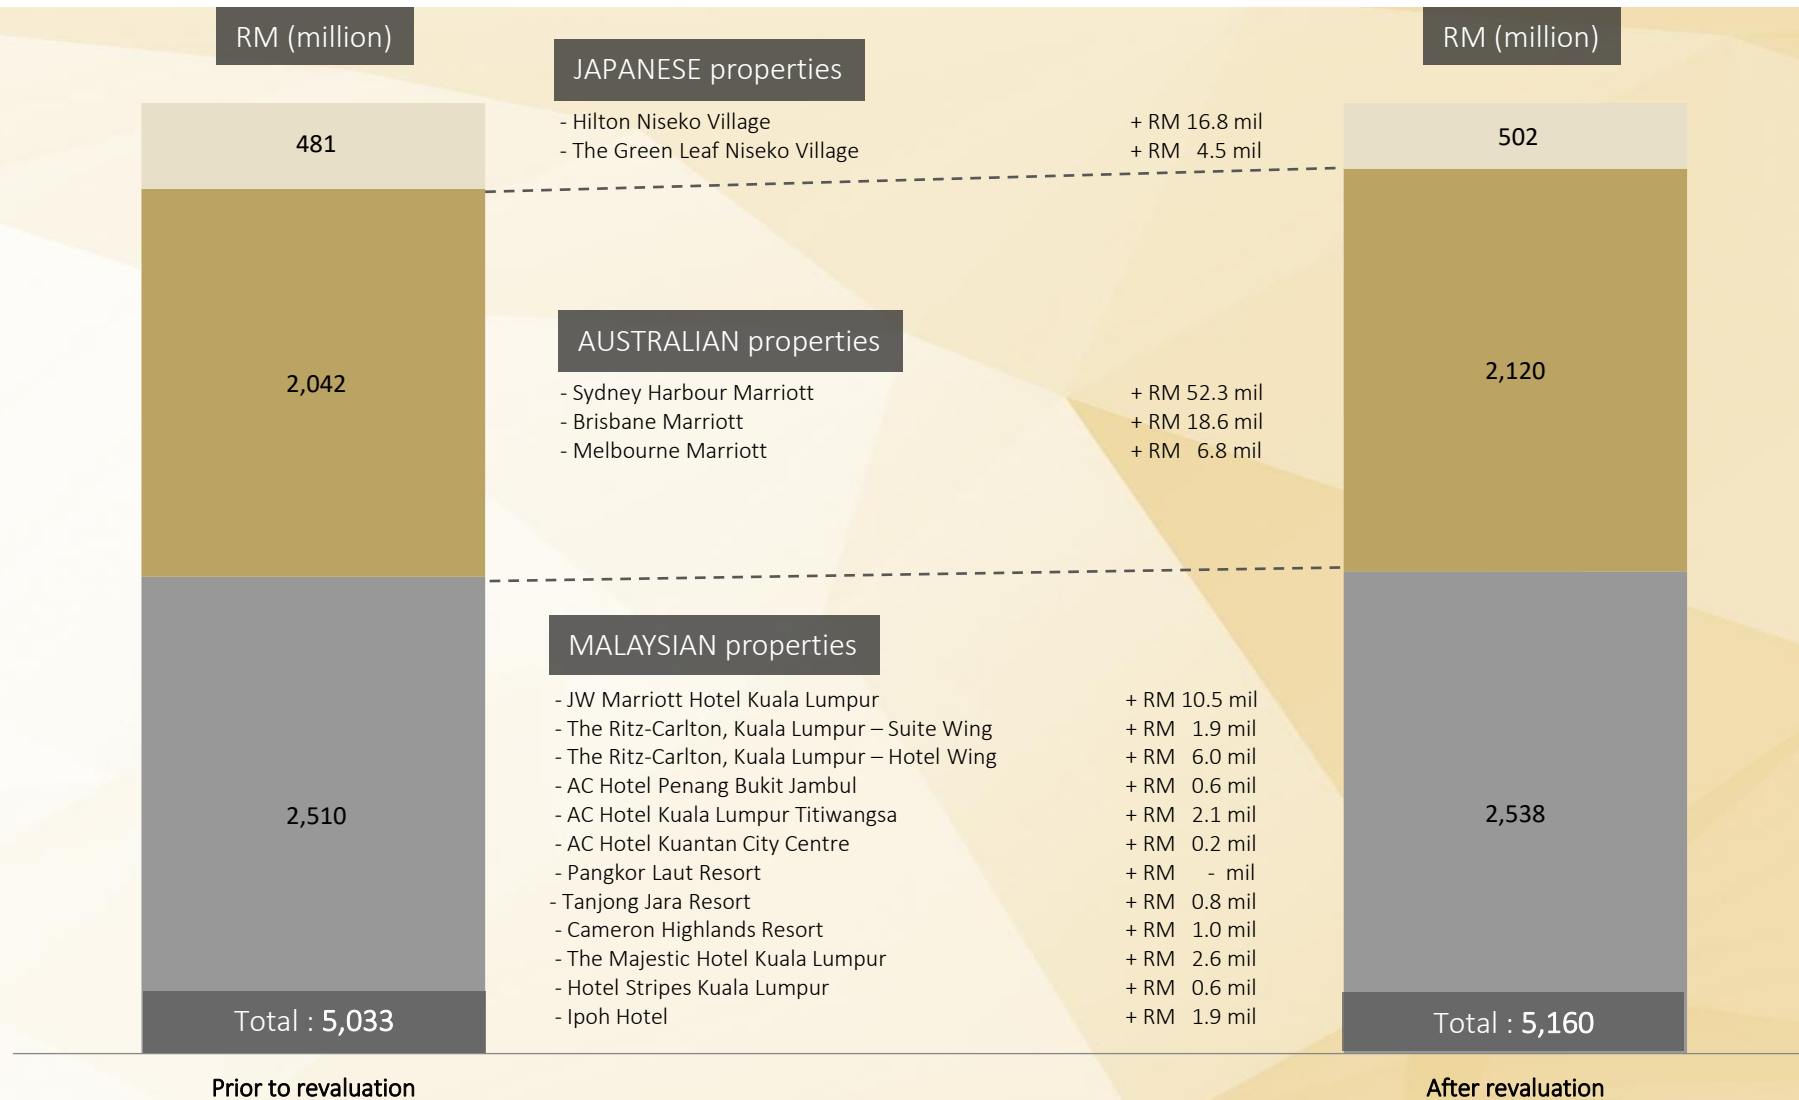 RM (million)
RM (million)
JAPANESE properties
- Hilton Niseko Village + RM 16.8 mil
- The Green Leaf Niseko Village + RM 4.5 mil
481
502
AUSTRALIAN properties
- Sydney Harbour Marriott + RM 52.3 mil
- Brisbane Marriott + RM 18.6 mil
- Melbourne Marriott + RM 6.8 mil
2,042
2,120
MALAYSIAN properties
- JW Marriott Hotel Kuala Lumpur + RM 10.5 mil
- The Ritz-Carlton, Kuala Lumpur – Suite Wing + RM 1.9 mil
- The Ritz-Carlton, Kuala Lumpur – Hotel Wing + RM 6.0 mil
- AC Hotel Penang Bukit Jambul + RM 0.6 mil
- AC Hotel Kuala Lumpur Titiwangsa + RM 2.1 mil
- AC Hotel Kuantan City Centre + RM 0.2 mil
- Pangkor Laut Resort + RM - mil
- Tanjong Jara Resort + RM 0.8 mil
- Cameron Highlands Resort + RM 1.0 mil
- The Majestic Hotel Kuala Lumpur + RM 2.6 mil
- Hotel Stripes Kuala Lumpur + RM 0.6 mil
- Ipoh Hotel + RM 1.9 mil
2,510
2,538
Total : 5,033
Total : 5,160
Prior to revaluation
After revaluation